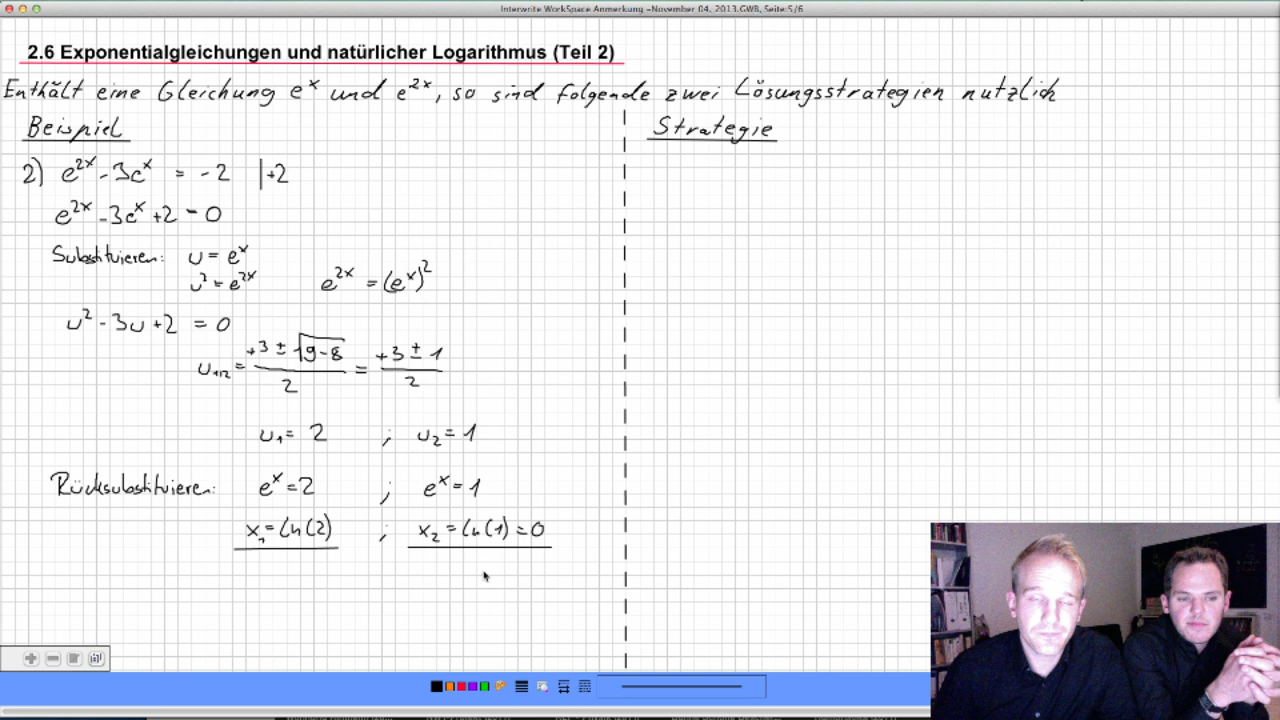 Interwrite WorkSpace Anmerkung –November 04, 2013.GWB, Seite:5/6
2.6 Exponentialgleichungen und natürlicher Logarithmus (Teil 2)
Enthält eine Gleichung e^x und e^2x, so sind folgende zwei Lösungsstrategien nützlich
Beispiel
Strategie
2) e^2x - 3e^x = -2 |+2
e^2x - 3e^x + 2 = 0
Substituieren: u = e^x
u² = e^2x e^2x = (e^x)²
u² - 3u + 2 = 0
u₁,₂ = (+3 ± √9-8)/2 = (+3 ± 1)/2
u₁ = 2 ; u₂ = 1
Rücksubstituieren: e^x = 2 ; e^x = 1
x₁ = ln(2) ; x₂ = ln(1) = 0